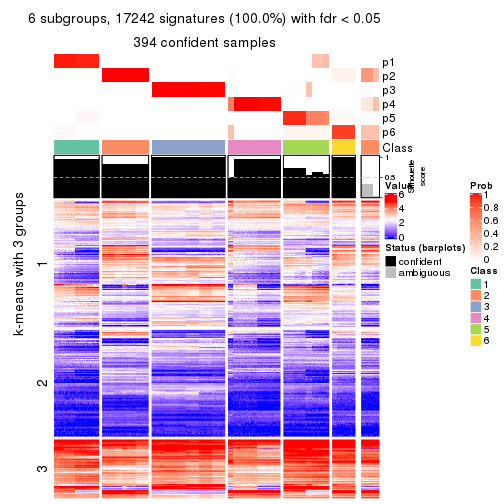 6 subgroups, 17242 signatures (100.0%) with fdr < 0.05
394 confident samples
p1
p2
p3
p4
p5
p6
Class
1
0.5
0
Silhouette
score
k-means with 3 groups
1
2
3
Value
6
4
2
0
Status (barplots)
confident
ambiguous
Prob
1
0.8
0.6
0.4
0.2
0
Class
1
2
3
4
5
6